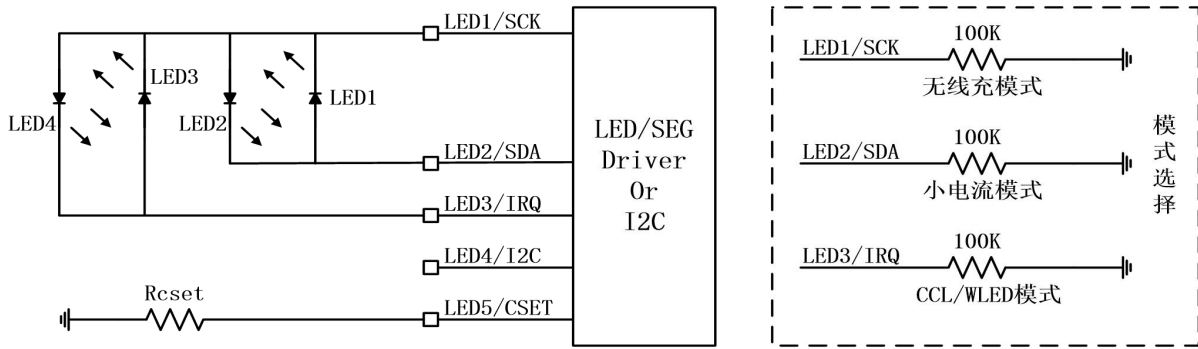 LED1/SCK
LED3
LED4
LED2
LED1
LED2/SDA
LED3/IRQ
LED4/I2C
Rcset
LED5/CSET
LED/SEG
Driver
Or
I2C
LED1/SCK
100K
无线充模式
LED2/SDA
100K
小电流模式
LED3/IRQ
100K
CCL/WLED模式
模式选择